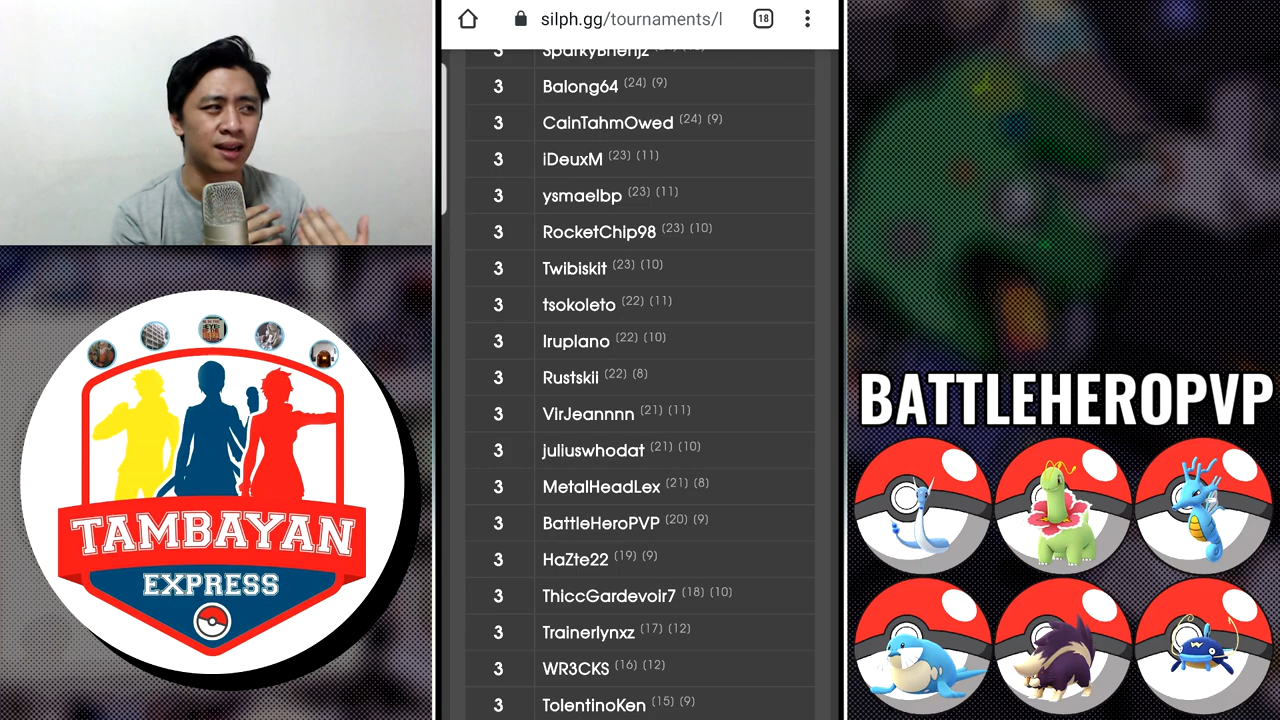 silph.gg/tournaments/l
18
3 SparkyBhenjz
3 Balong64 (24) (9)
3 CainTahmOwed (24) (9)
3 iDeuxM (23) (11)
3 ysmaelbp (23) (11)
3 RocketChip98 (23) (10)
3 Twibiskit (23) (10)
3 tsokoleto (22) (11)
3 Iruplano (22) (10)
3 Rustskii (22) (8)
3 VirJeannnn (21) (11)
3 juliuswhodat (21) (10)
3 MetalHeadLex (21) (8)
3 BattleHeroPVP (20) (9)
3 HaZte22 (19) (9)
3 ThiccGardevoir7 (18) (10)
3 Trainerlynxz (17) (12)
3 WR3CKS (16) (12)
3 TolentinoKen (15) (9)
TAMBAYAN
EXPRESS
BATTLEHEROPVP